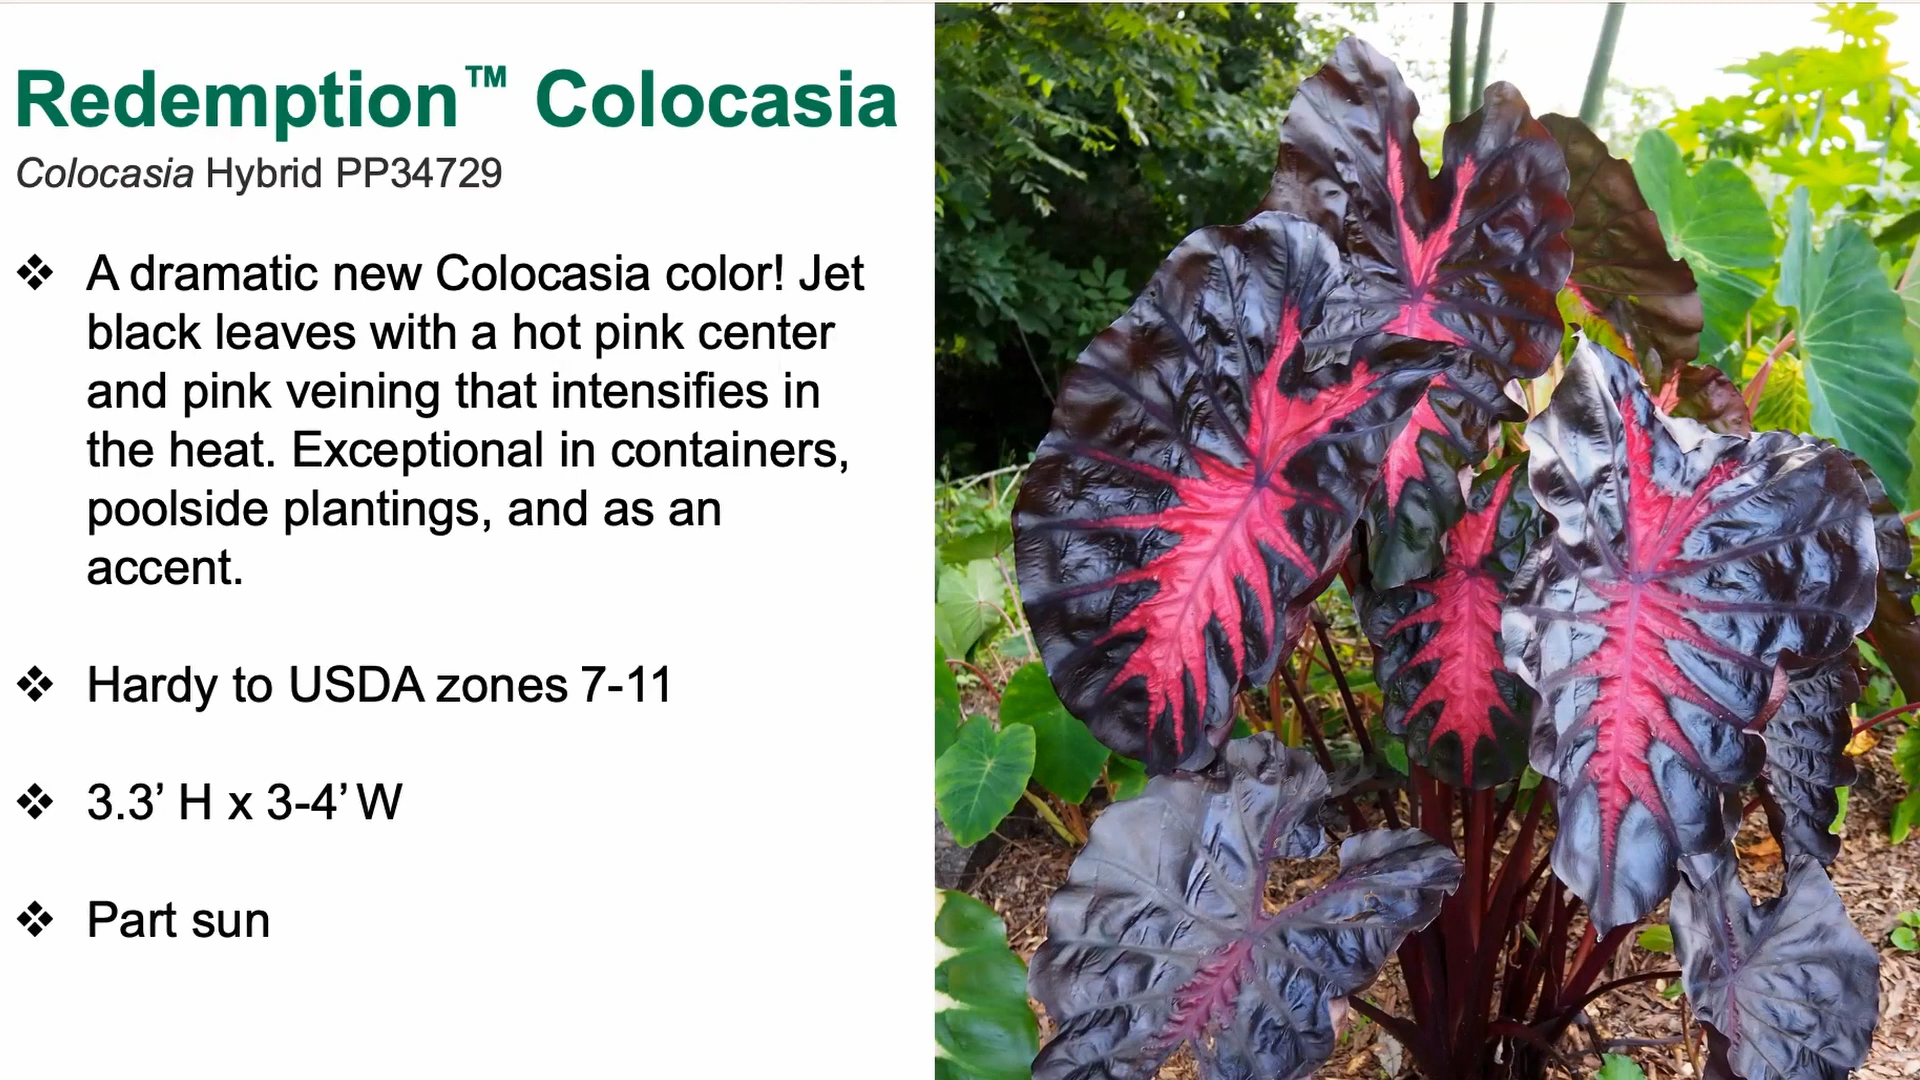 Redemption™ Colocasia
Colocasia Hybrid PP34729
❖ A dramatic new Colocasia color! Jet
black leaves with a hot pink center
and pink veining that intensifies in
the heat. Exceptional in containers,
poolside plantings, and as an
accent.
❖ Hardy to USDA zones 7-11
❖ 3.3’ H x 3-4’ W
❖ Part sun